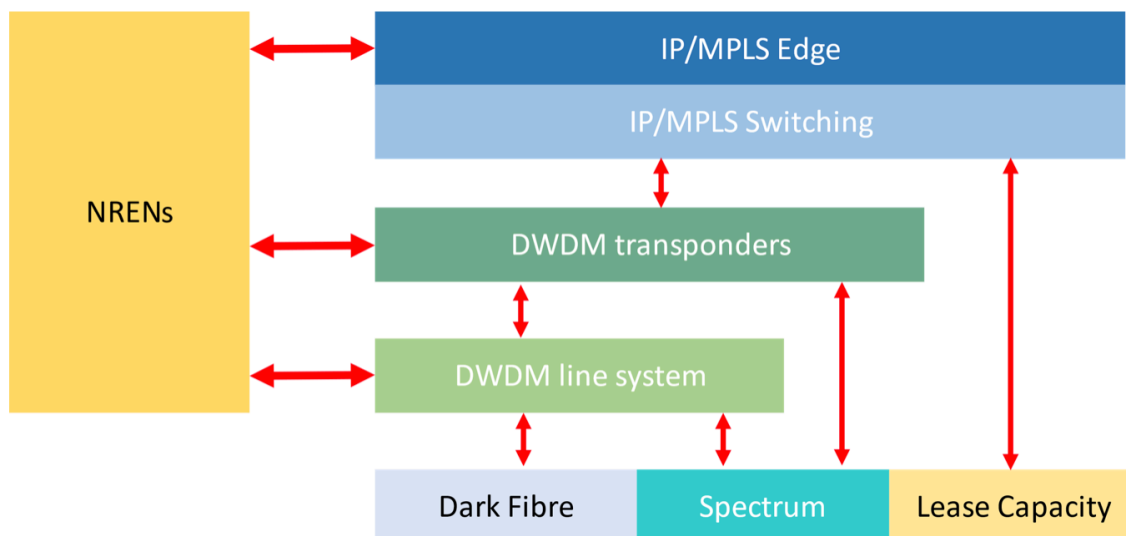 IP/MPLS Edge
IP/MPLS Switching
NRENs
DWDM transponders
DWDM line system
Dark Fibre
Spectrum
Lease Capacity